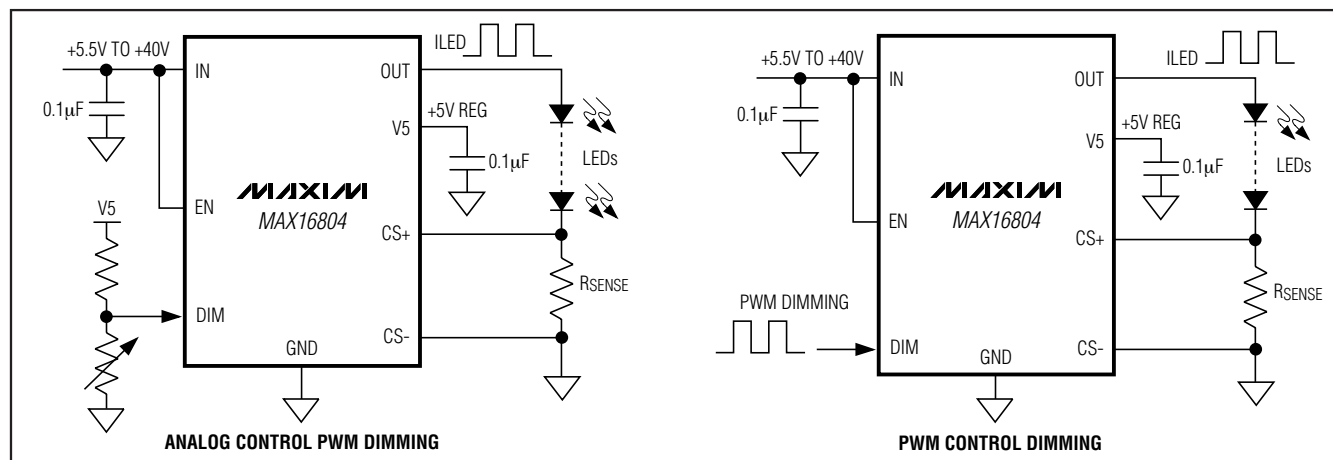 +5.5V TO +40V
IN
0.1µF
EN
V5
DIM
GND
MAXIM
MAX16804
ILED
OUT
+5V REG
V5
0.1µF
LEDs
CS+
RSENSE
CS-
ANALOG CONTROL PWM DIMMING
+5.5V TO +40V
IN
0.1µF
EN
PWM DIMMING
DIM
GND
MAXIM
MAX16804
ILED
OUT
+5V REG
V5
0.1µF
LEDs
CS+
RSENSE
CS-
PWM CONTROL DIMMING